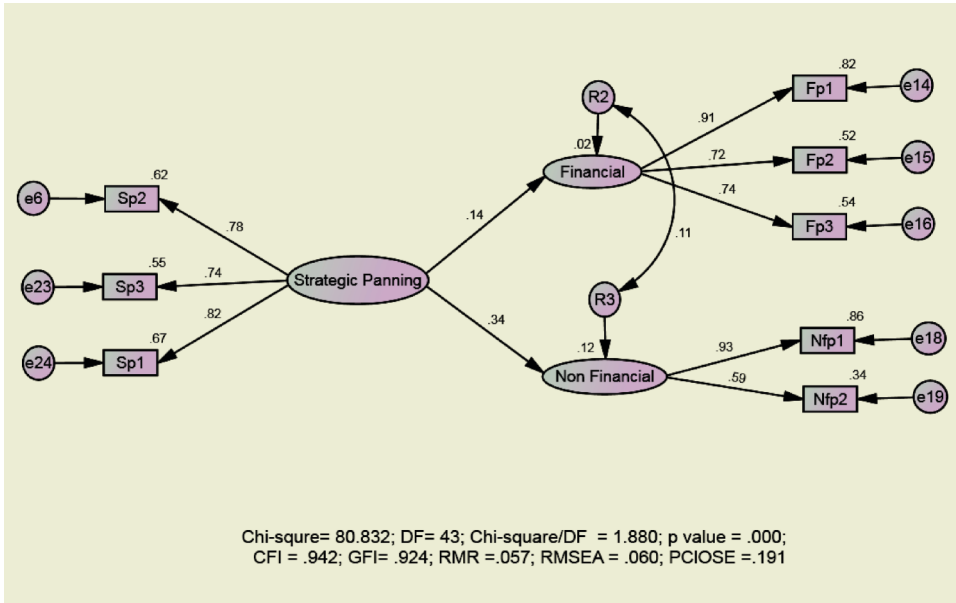 .82
R2
Fp1
e14
.91
.02
.52
.62
Financial
.72
Fp2
e15
e6
Sp2
.74
.54
.14
Fp3
e16
.78
.11
.55
e23
Sp3
.74
Strategic Panning
R3
.82
.34
.67
.86
e24
Sp1
.12
.93
Nfp1
e18
Non Financial
.59
.34
Nfp2
e19
Chi-squre= 80.832; DF= 43; Chi-square/DF = 1.880; p value = .000;
CFI = .942; GFI= .924; RMR =.057; RMSEA = .060; PCIOSE =.191